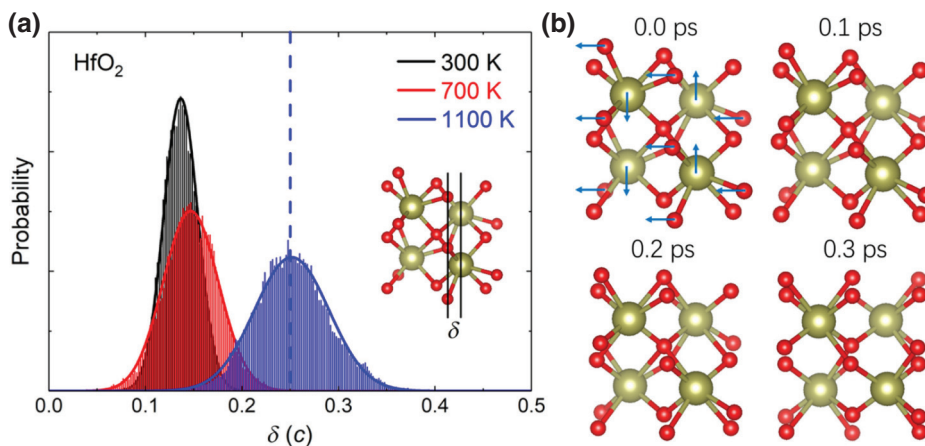 (a)
HfO2
300 K
700 K
1100 K
Probability
δ
0.0 0.1 0.2 0.3 0.4 0.5
δ (c)
(b)
0.0 ps 0.1 ps
0.2 ps 0.3 ps